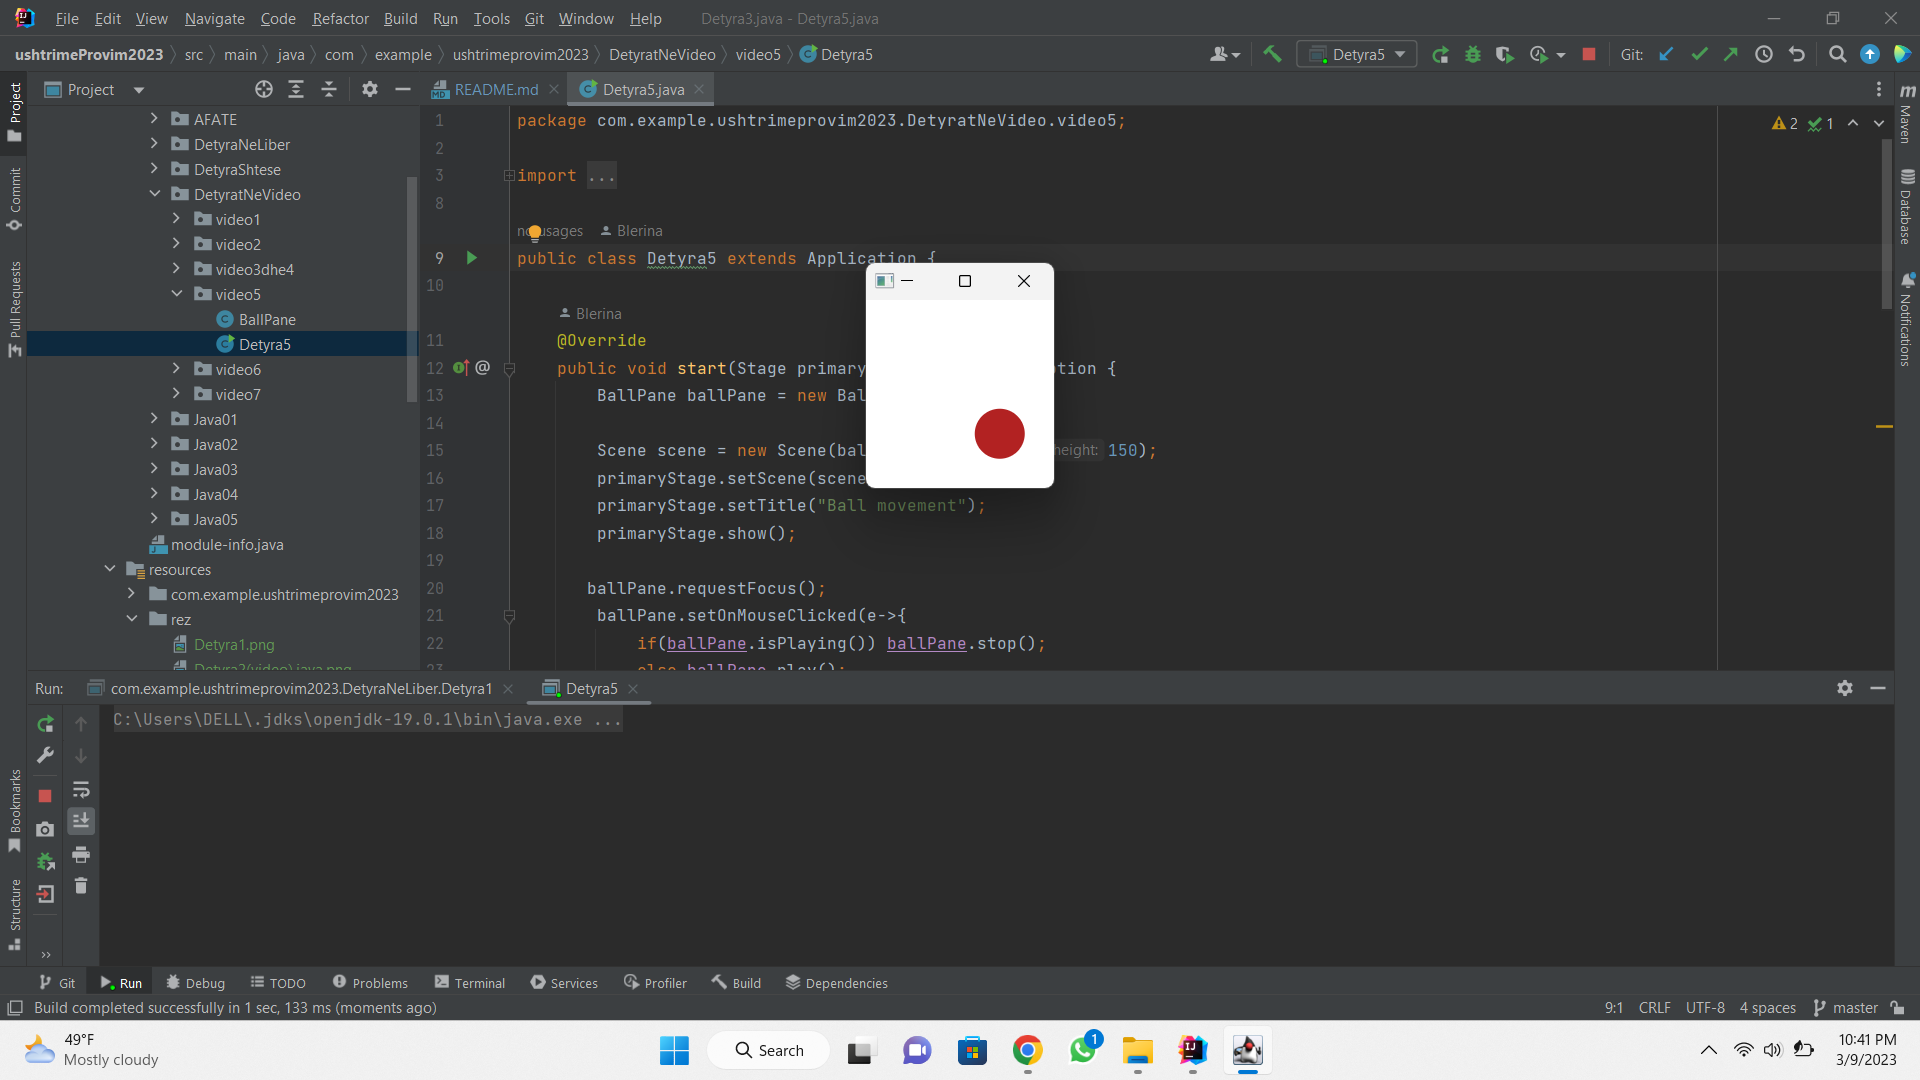 File Edit View Navigate Code Refactor Build Run Tools Git Window Help Detyra3.java - Detyra5.java
ushtrimeProvim2023 src main java com example ushtrimeprovim2023 DetyratNeVideo video5 Detyra5
Detyra5 Git:
Project
README.md Detyra5.java
AFATE
DetyraNeLiber
DetyraShtese
DetyratNeVideo
video1
video2
video3dhe4
video5
BallPane
Detyra5
video6
video7
Java01
Java02
Java03
Java04
Java05
module-info.java
resources
com.example.ushtrimeprovim2023
rez
Detyra1.png
Detyra2(video).java.png
1 package com.example.ushtrimeprovim2023.DetyratNeVideo.video5;
2
3 import ...
8
usages Blerina
9 public class Detyra5 extends Application {
10
Blerina
11 @Override
12 public void start(Stage primary tion {
13 BallPane ballPane = new Bal
14
15 Scene scene = new Scene(bal height: 150);
16 primaryStage.setScene(scene
17 primaryStage.setTitle("Ball movement");
18 primaryStage.show();
19
20 ballPane.requestFocus();
21 ballPane.setOnMouseClicked(e->{
22 if(ballPane.isPlaying()) ballPane.stop();
23 else ballPane.play();
2 1
Project
Commit
Pull Requests
Bookmarks
Structure
m Maven
Database
Notifications
Run: com.example.ushtrimeprovim2023.DetyraNeLiber.Detyra1 Detyra5
C:\Users\DELL\.jdks\openjdk-19.0.1\bin\java.exe ...
Git Run Debug TODO Problems Terminal Services Profiler Build Dependencies
Build completed successfully in 1 sec, 133 ms (moments ago) 9:1 CRLF UTF-8 4 spaces master
49°F
Mostly cloudy
Search
1
10:41 PM
3/9/2023